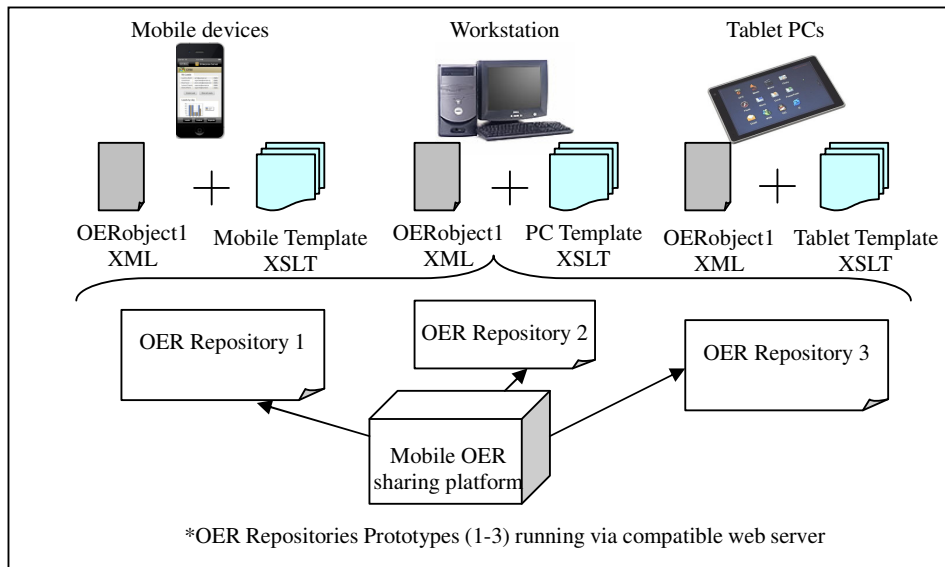 Mobile devices
Workstation
Tablet PCs
OERobject1
XML
Mobile Template
XSLT
OERobject1
XML
PC Template
XSLT
OERobject1
XML
Tablet Template
XSLT
OER Repository 1
OER Repository 2
OER Repository 3
Mobile OER
sharing platform
*OER Repositories Prototypes (1-3) running via compatible web server